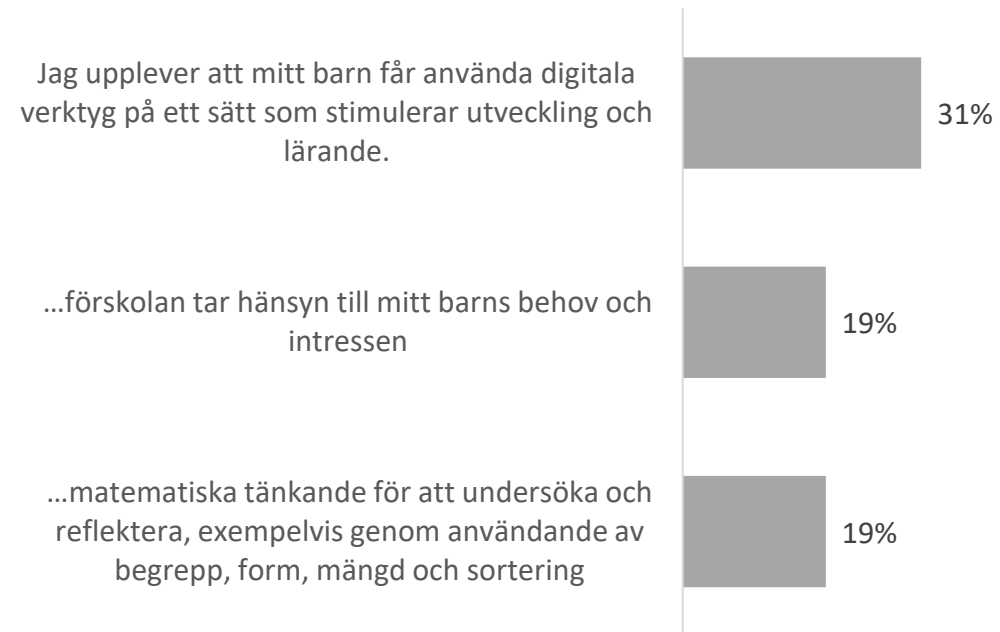 Jag upplever att mitt barn får använda digitala
verktyg på ett sätt som stimulerar utveckling och
lärande.
31%
…förskolan tar hänsyn till mitt barns behov och
intressen
19%
…matematiska tänkande för att undersöka och
reflektera, exempelvis genom användande av
begrepp, form, mängd och sortering
19%